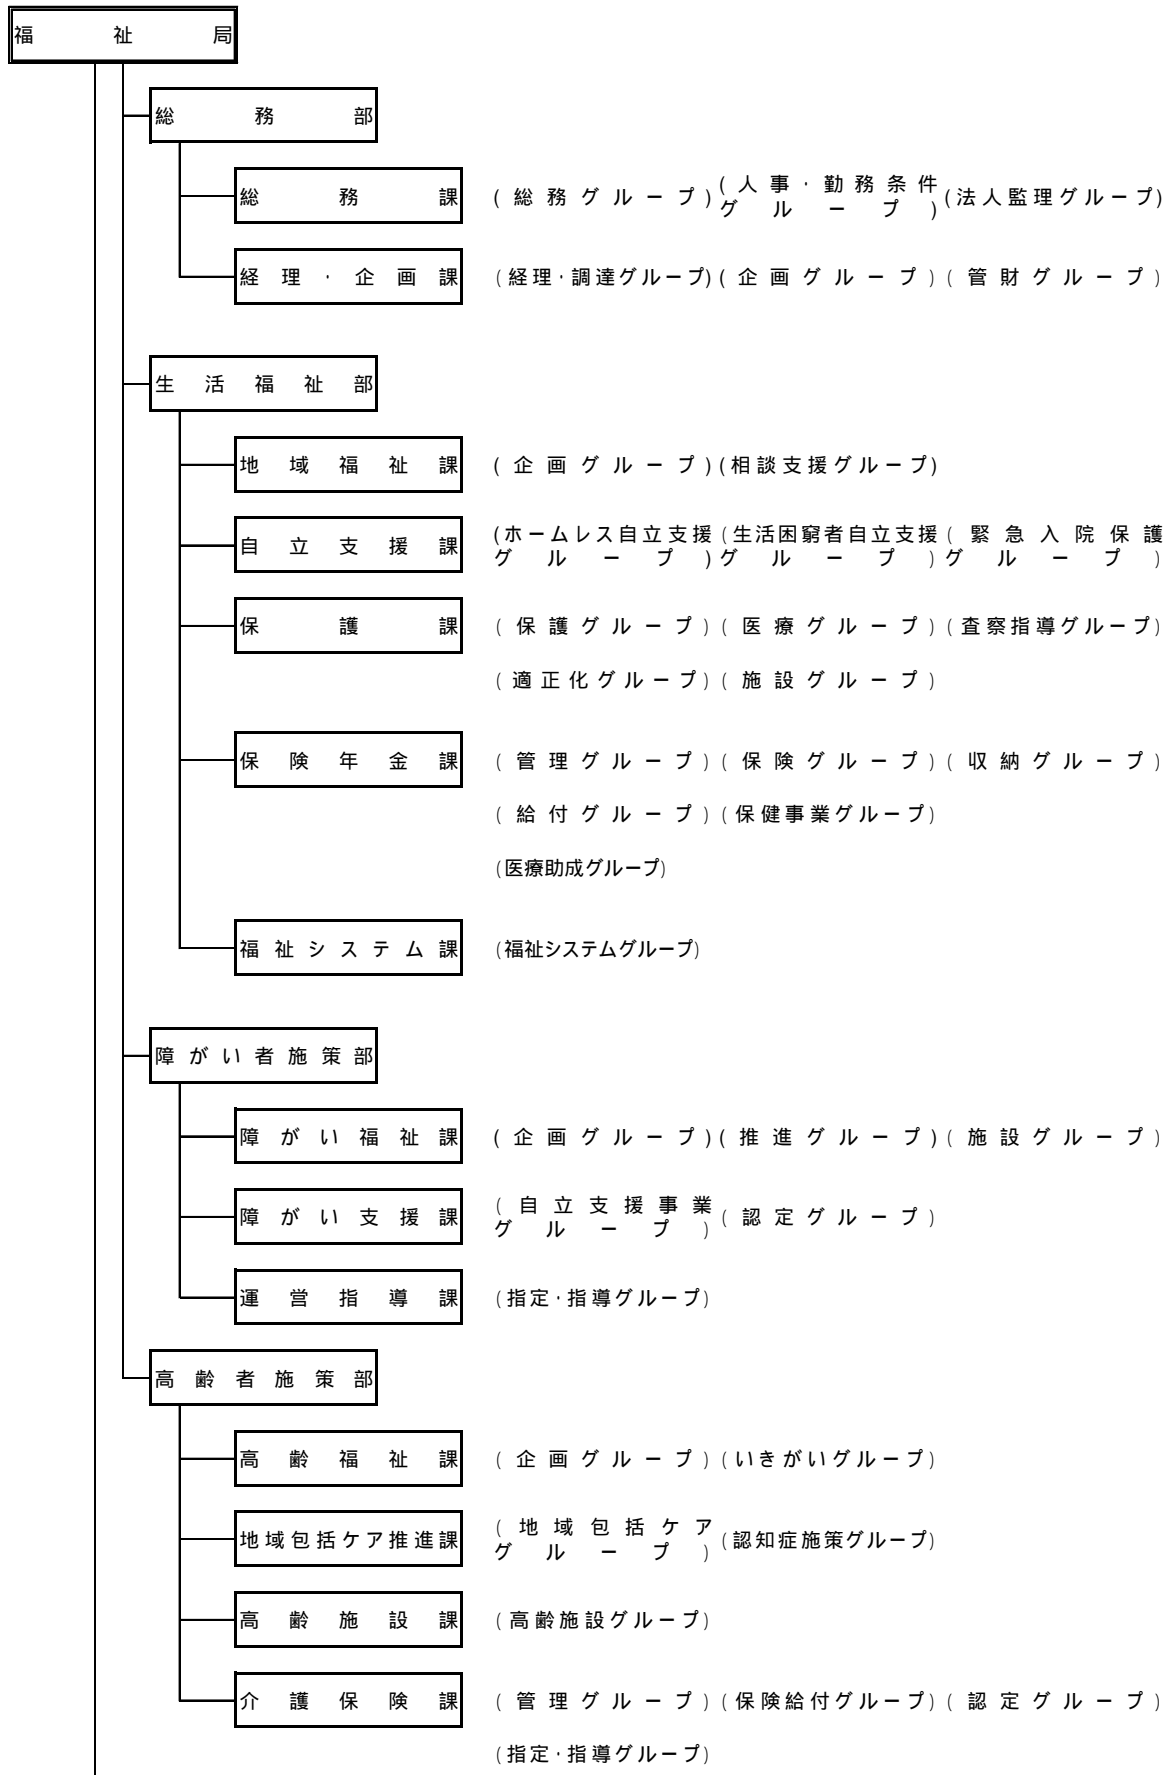 福祉局
総務部
総務課 (総務グループ) (人事・勤務条件グループ) (法人監理グループ)
経理・企画課 (経理・調達グループ) (企画グループ) (管財グループ)
生活福祉部
地域福祉課 (企画グループ) (相談支援グループ)
自立支援課 (ホームレス自立支援グループ) (生活困窮者自立支援グループ) (緊急入院保護グループ)
保護課 (保護グループ) (医療グループ) (査察指導グループ)
(適正化グループ) (施設グループ)
保険年金課 (管理グループ) (保険グループ) (収納グループ)
(給付グループ) (保健事業グループ)
(医療助成グループ)
福祉システム課 (福祉システムグループ)
障がい者施策部
障がい福祉課 (企画グループ) (推進グループ) (施設グループ)
障がい支援課 (自立支援事業グループ) (認定グループ)
運営指導課 (指定・指導グループ)
高齢者施策部
高齢福祉課 (企画グループ) (いきがいグループ)
地域包括ケア推進課 (地域包括ケアグループ) (認知症施策グループ)
高齢施設課 (高齢施設グループ)
介護保険課 (管理グループ) (保険給付グループ) (認定グループ)
(指定・指導グループ)